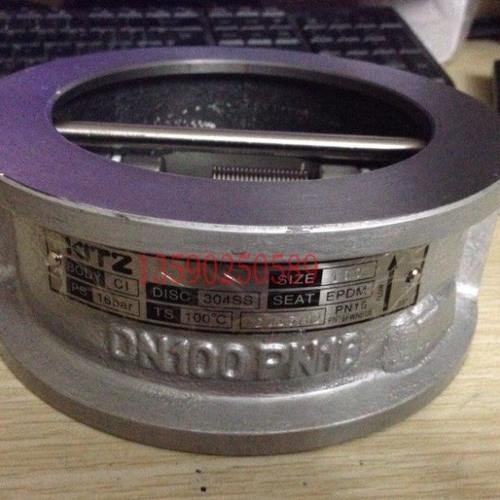 KITZ
13590250589
BODY CI SIZE
PS 16bar DISC 304SS SEAT EPDM
TS 100℃ PN16
DN100 PN16